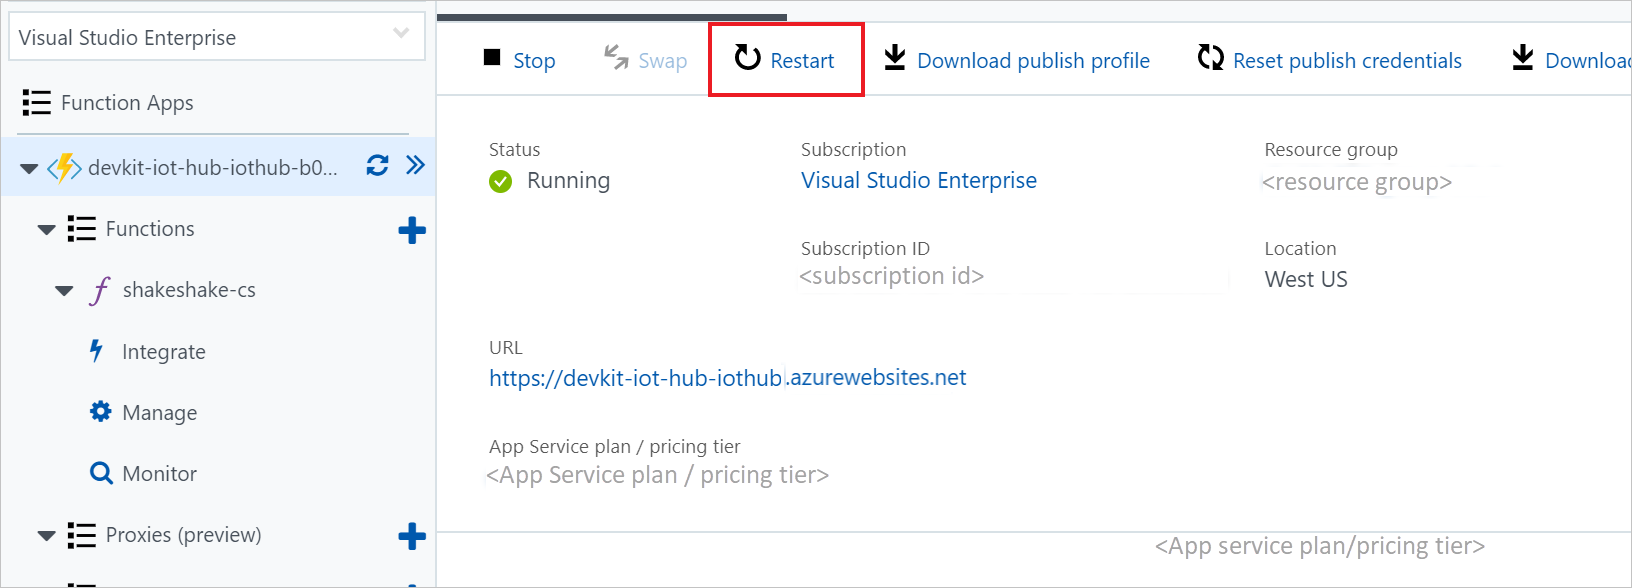 Visual Studio Enterprise
Function Apps
devkit-iot-hub-iothub-b0...
Functions
shakeshake-cs
Integrate
Manage
Monitor
Proxies (preview)
Stop Swap Restart Download publish profile Reset publish credentials Downloa
Status Subscription Resource group
Running Visual Studio Enterprise <resource group>
Subscription ID Location
<subscription id> West US
URL
https://devkit-iot-hub-iothub.azurewebsites.net
App Service plan / pricing tier
<App Service plan / pricing tier>
<App service plan/pricing tier>